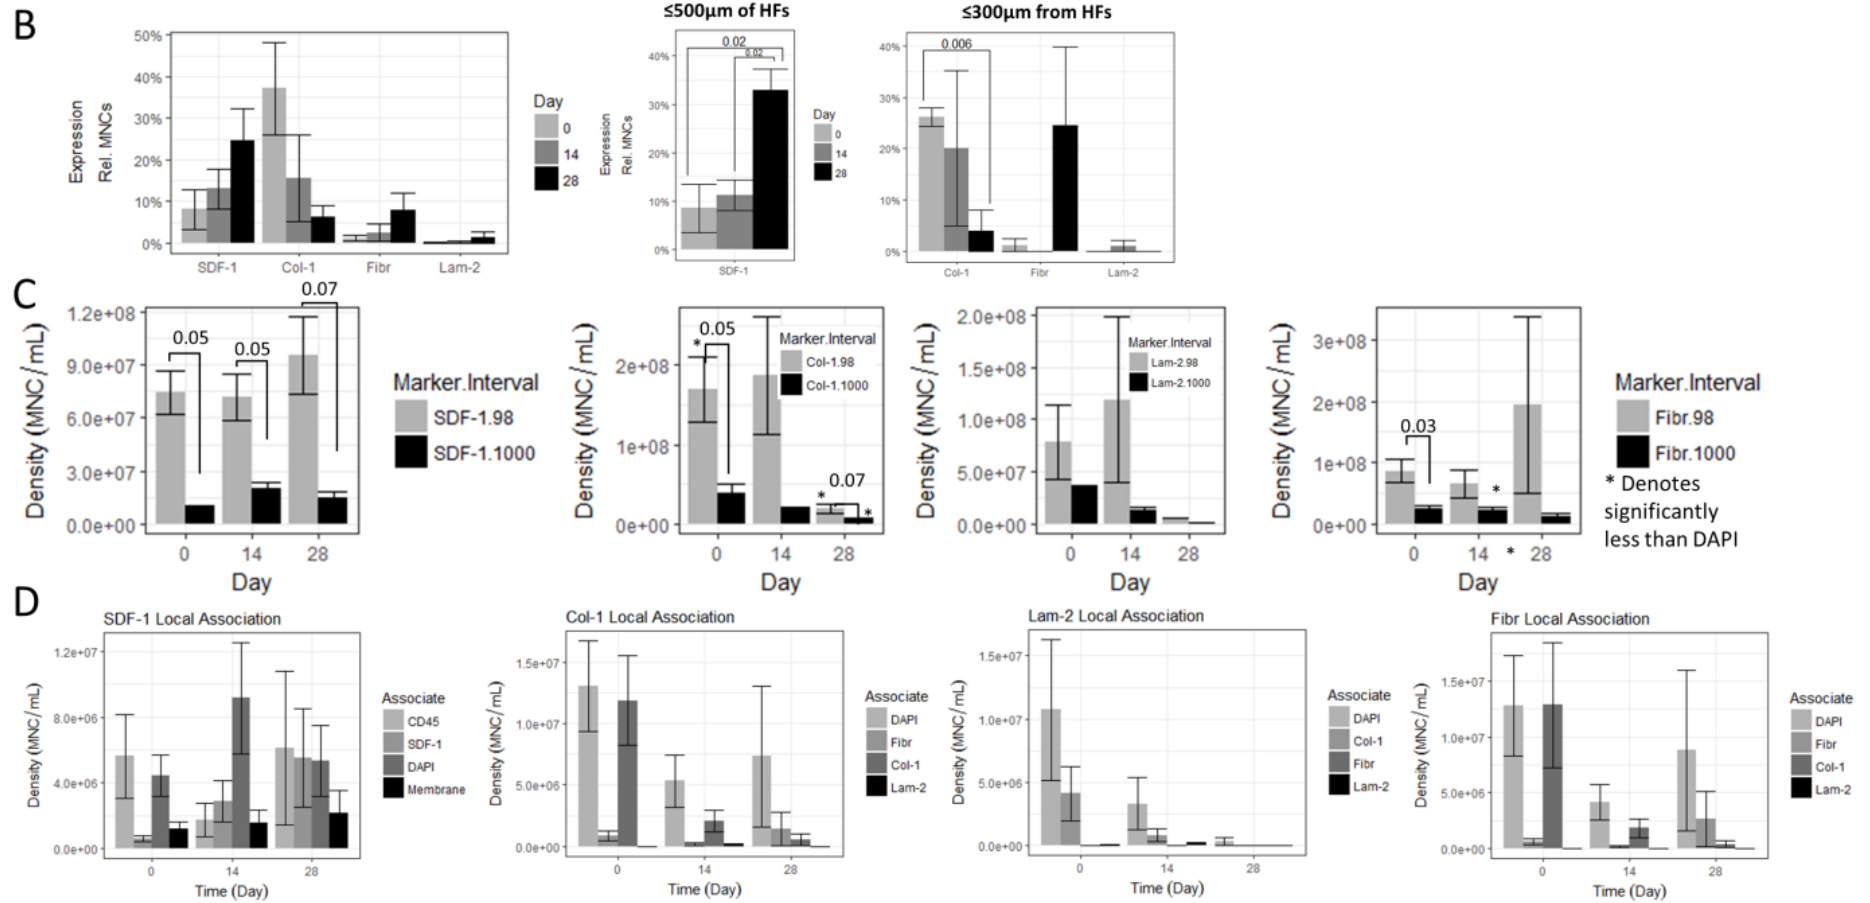 B
50%
40%
30%
20%
10%
0%
Expression
Rel. MNCs
SDF-1 Col-1 Fibr Lam-2
Day
0
14
28
≤500µm of HFs
0.02
0.02
40%
30%
20%
10%
0%
Expression
Rel. MNCs
SDF-1
Day
0
14
28
≤300µm from HFs
0.006
40%
30%
20%
10%
0%
Col-1 Fibr Lam-2
C
0.07
0.05
0.05
1.2e+08
9.0e+07
6.0e+07
3.0e+07
0.0e+00
Density (MNC/mL)
0 14 28
Day
Marker.Interval
SDF-1.98
SDF-1.1000
* 0.05
2e+08
1e+08
0e+00
Density (MNC/mL)
Marker.Interval
Col-1.98
Col-1.1000
0.07
*
*
0 14 28
Day
2.0e+08
1.5e+08
1.0e+08
5.0e+07
0.0e+00
Density (MNC/mL)
Marker.Interval
Lam-2.98
Lam-2.1000
0 14 28
Day
3e+08
2e+08
1e+08
0e+00
Density (MNC/mL)
0.03
*
0 14 * 28
Day
Marker.Interval
Fibr.98
Fibr.1000
* Denotes
significantly
less than DAPI
D
SDF-1 Local Association
1.2e+07
8.0e+06
4.0e+06
0.0e+00
Density (MNC/mL)
0 14 28
Time (Day)
Associate
CD45
SDF-1
DAPI
Membrane
Col-1 Local Association
1.5e+07
1.0e+07
5.0e+06
0.0e+00
Density (MNC/mL)
0 14 28
Time (Day)
Associate
DAPI
Fibr
Col-1
Lam-2
Lam-2 Local Association
1.5e+07
1.0e+07
5.0e+06
0.0e+00
Density (MNC/mL)
0 14 28
Time (Day)
Associate
DAPI
Col-1
Fibr
Lam-2
Fibr Local Association
1.5e+07
1.0e+07
5.0e+06
0.0e+00
Density (MNC/mL)
0 14 28
Time (Day)
Associate
DAPI
Fibr
Col-1
Lam-2